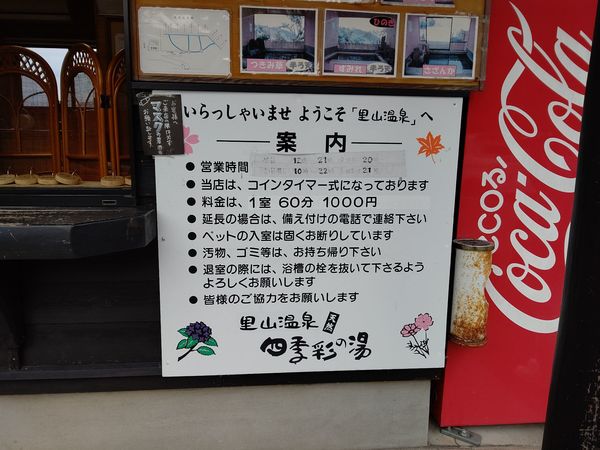 ひのき
つきみ草
すみれ
さざんか
いらっしゃいませ ようこそ「里山温泉」へ
案内
● 営業時間
● 当店は、コインタイマー式になっております
● 料金は、1室 60分 1000円
● 延長の場合は、備え付けの電話で連絡下さい
● ペットの入室は固くお断りしています
● 汚物、ゴミ等は、お持ち帰り下さい
● 退室の際には、浴槽の栓を抜いて下さるよう
よろしくお願いします
● 皆様のご協力をお願いします
里山温泉 天然
四季彩の湯
Coca-Cola